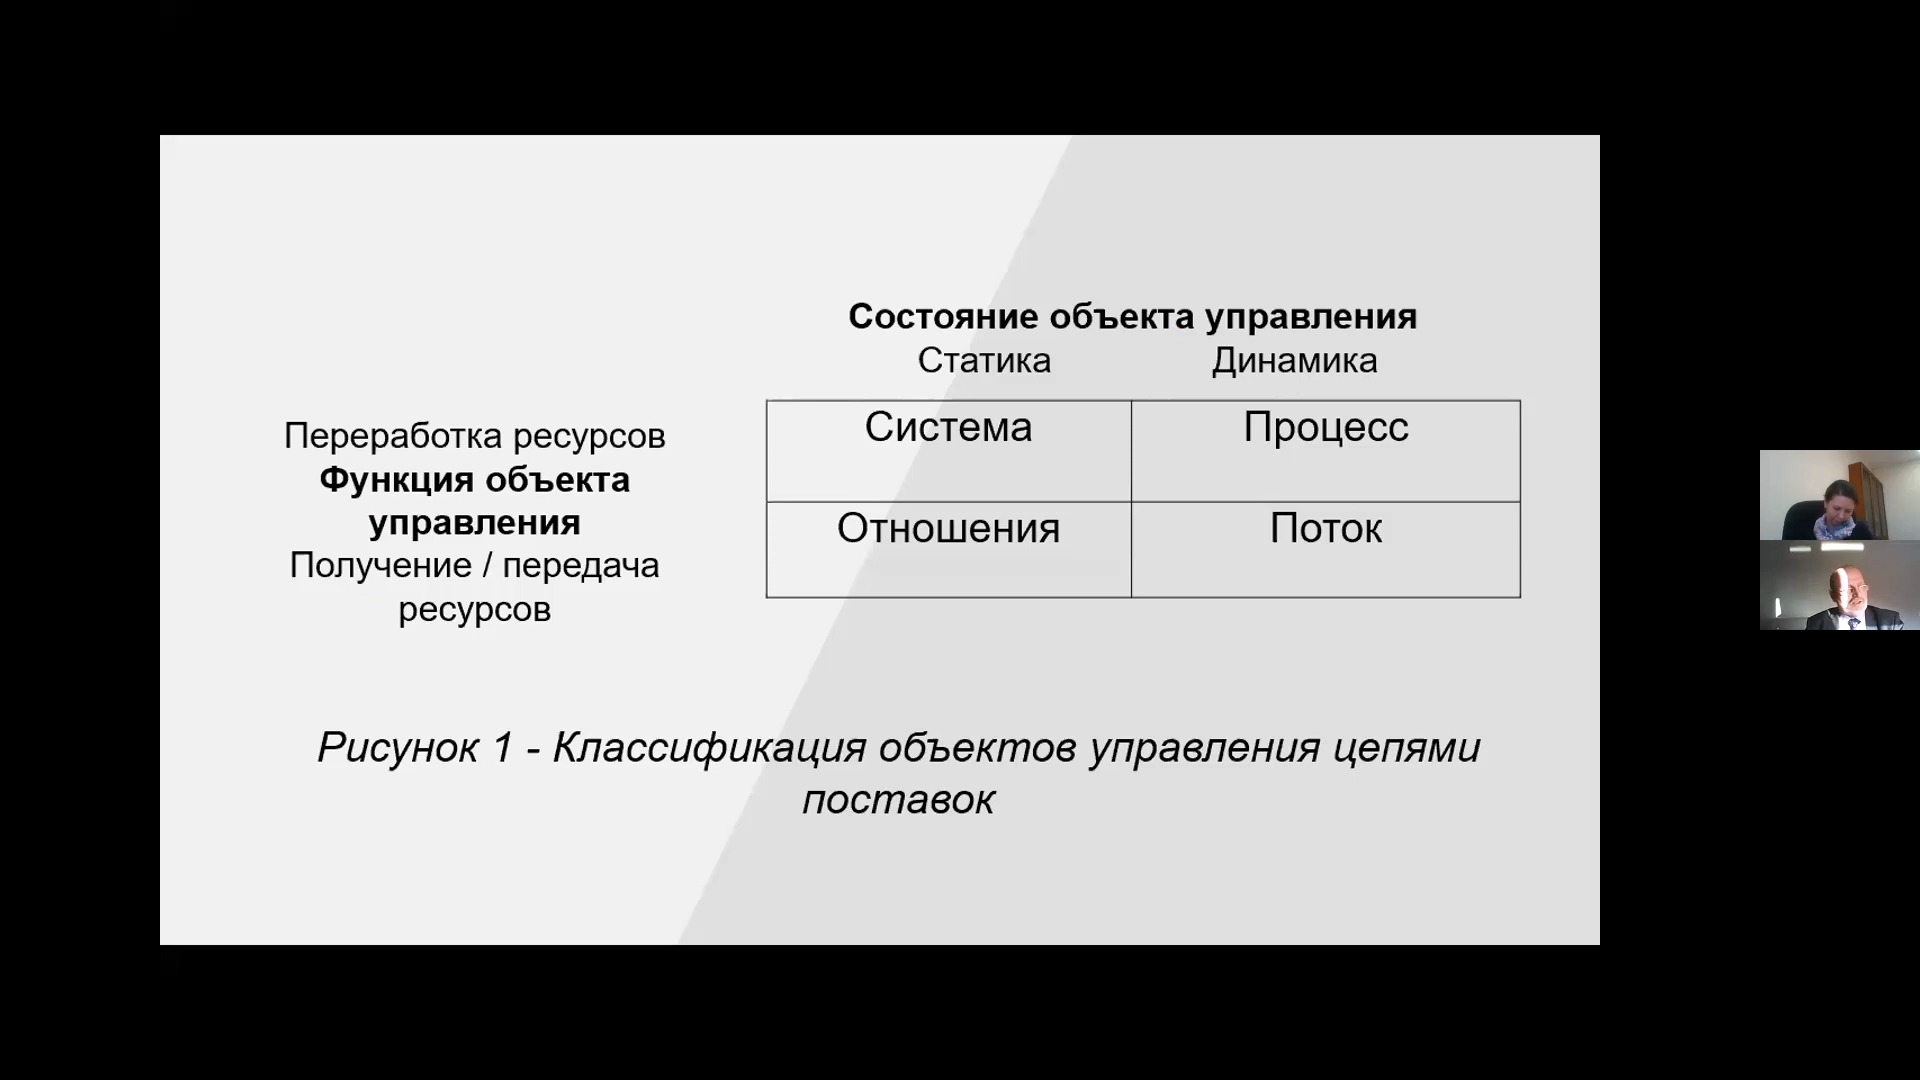 Состояние объекта управления
Статика Динамика
Переработка ресурсов
Функция объекта
управления
Получение / передача
ресурсов
Система Процесс
Отношения Поток
Рисунок 1 - Классификация объектов управления цепями
поставок